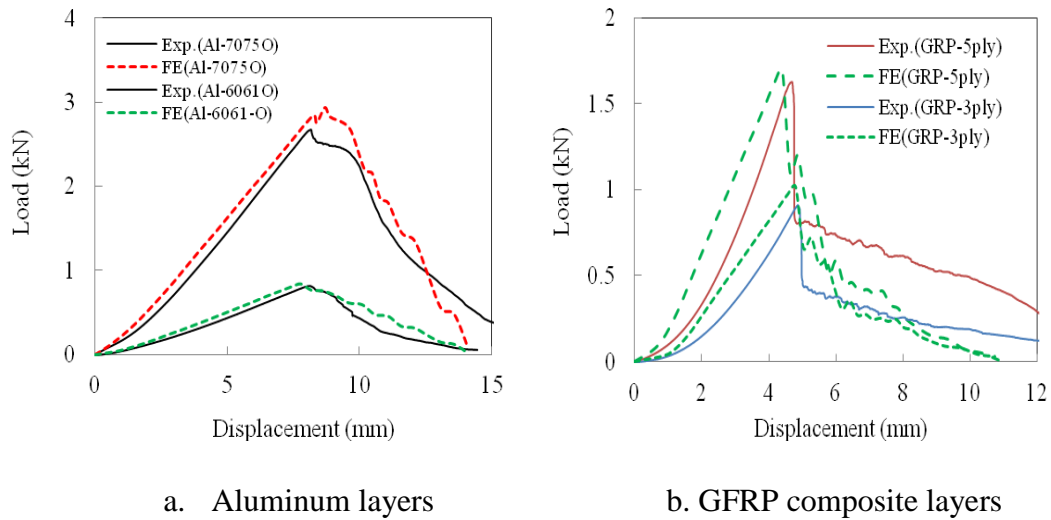 4
3
2
1
0
0
5
10
15
Load (kN)
Displacement (mm)
Exp.(Al-7075O)
FE(Al-7075O)
Exp.(Al-6061O)
FE(Al-6061-O)
2
1.5
1
0.5
0
0
2
4
6
8
10
12
Load (kN)
Displacement (mm)
Exp.(GRP-5ply)
FE(GRP-5ply)
Exp.(GRP-3ply)
FE(GRP-3ply)
a. Aluminum layers
b. GFRP composite layers